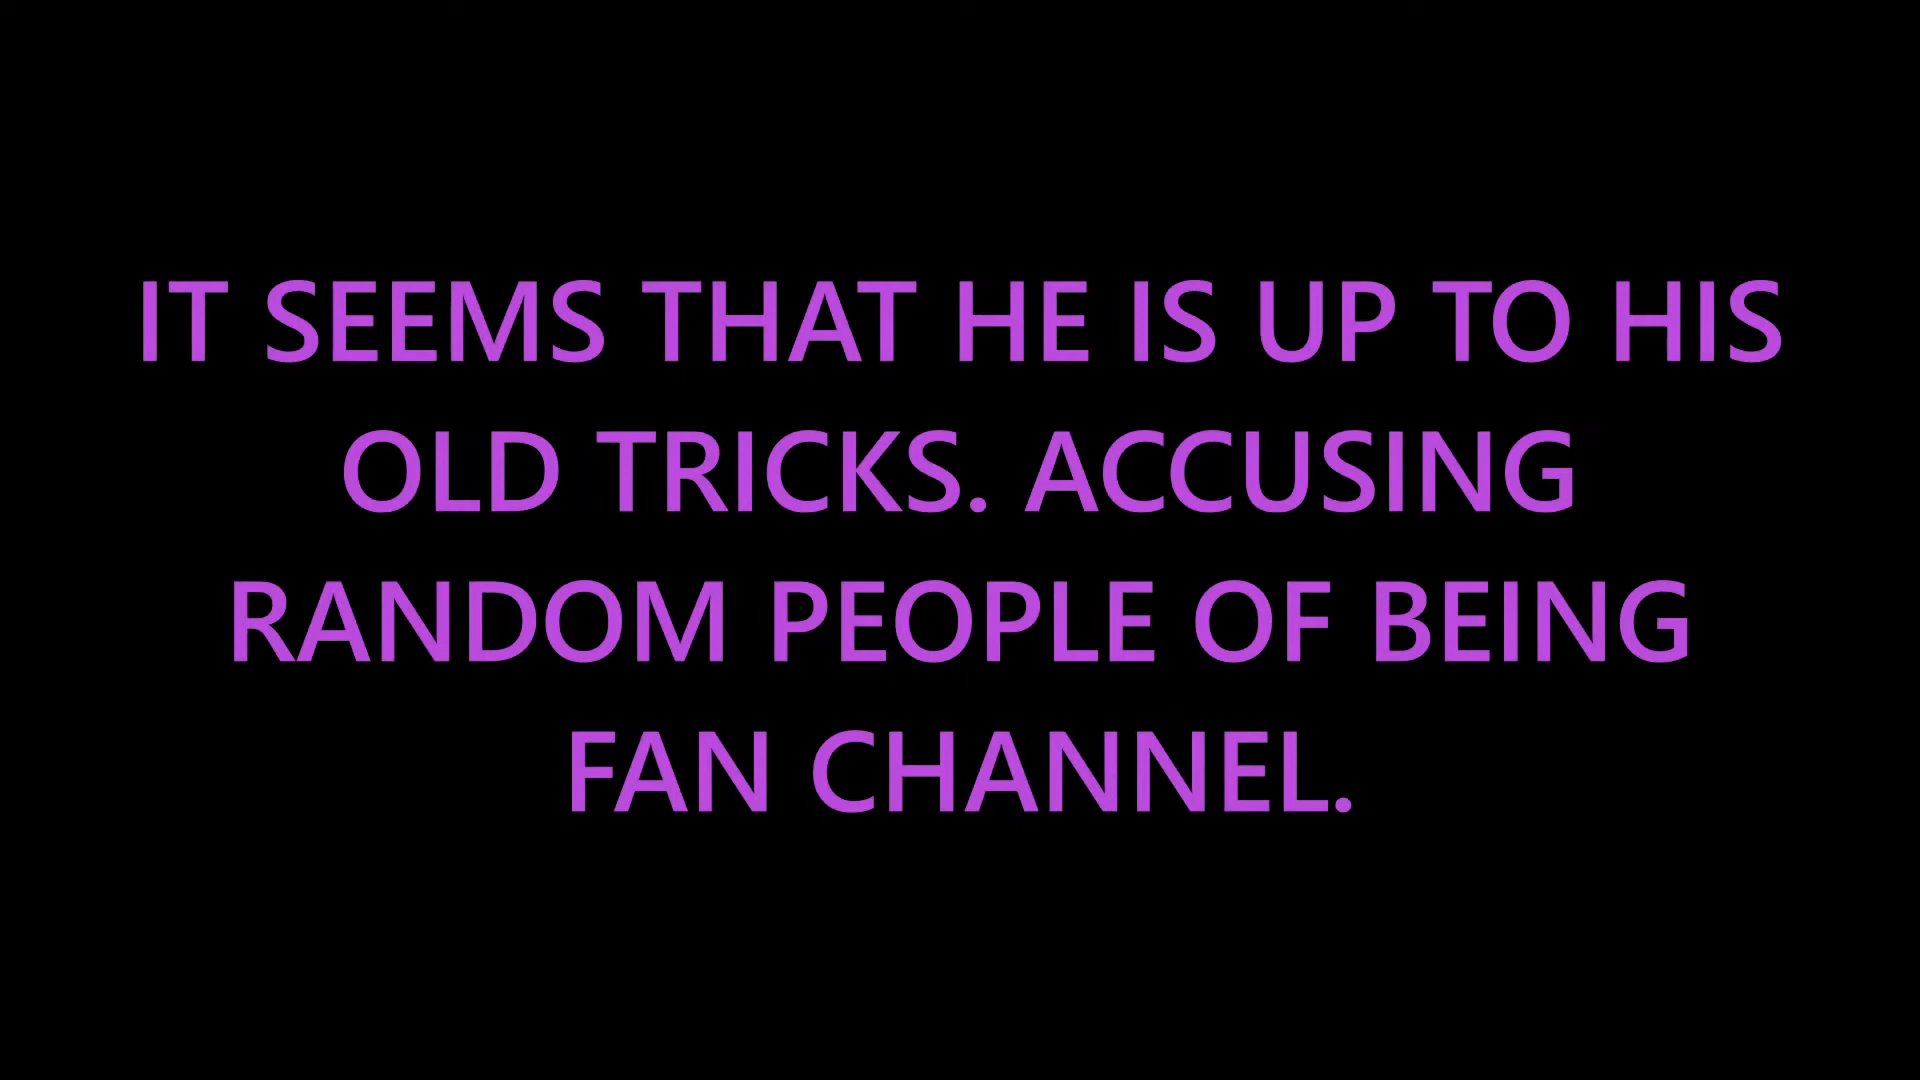 IT SEEMS THAT HE IS UP TO HIS
OLD TRICKS. ACCUSING
RANDOM PEOPLE OF BEING
FAN CHANNEL.